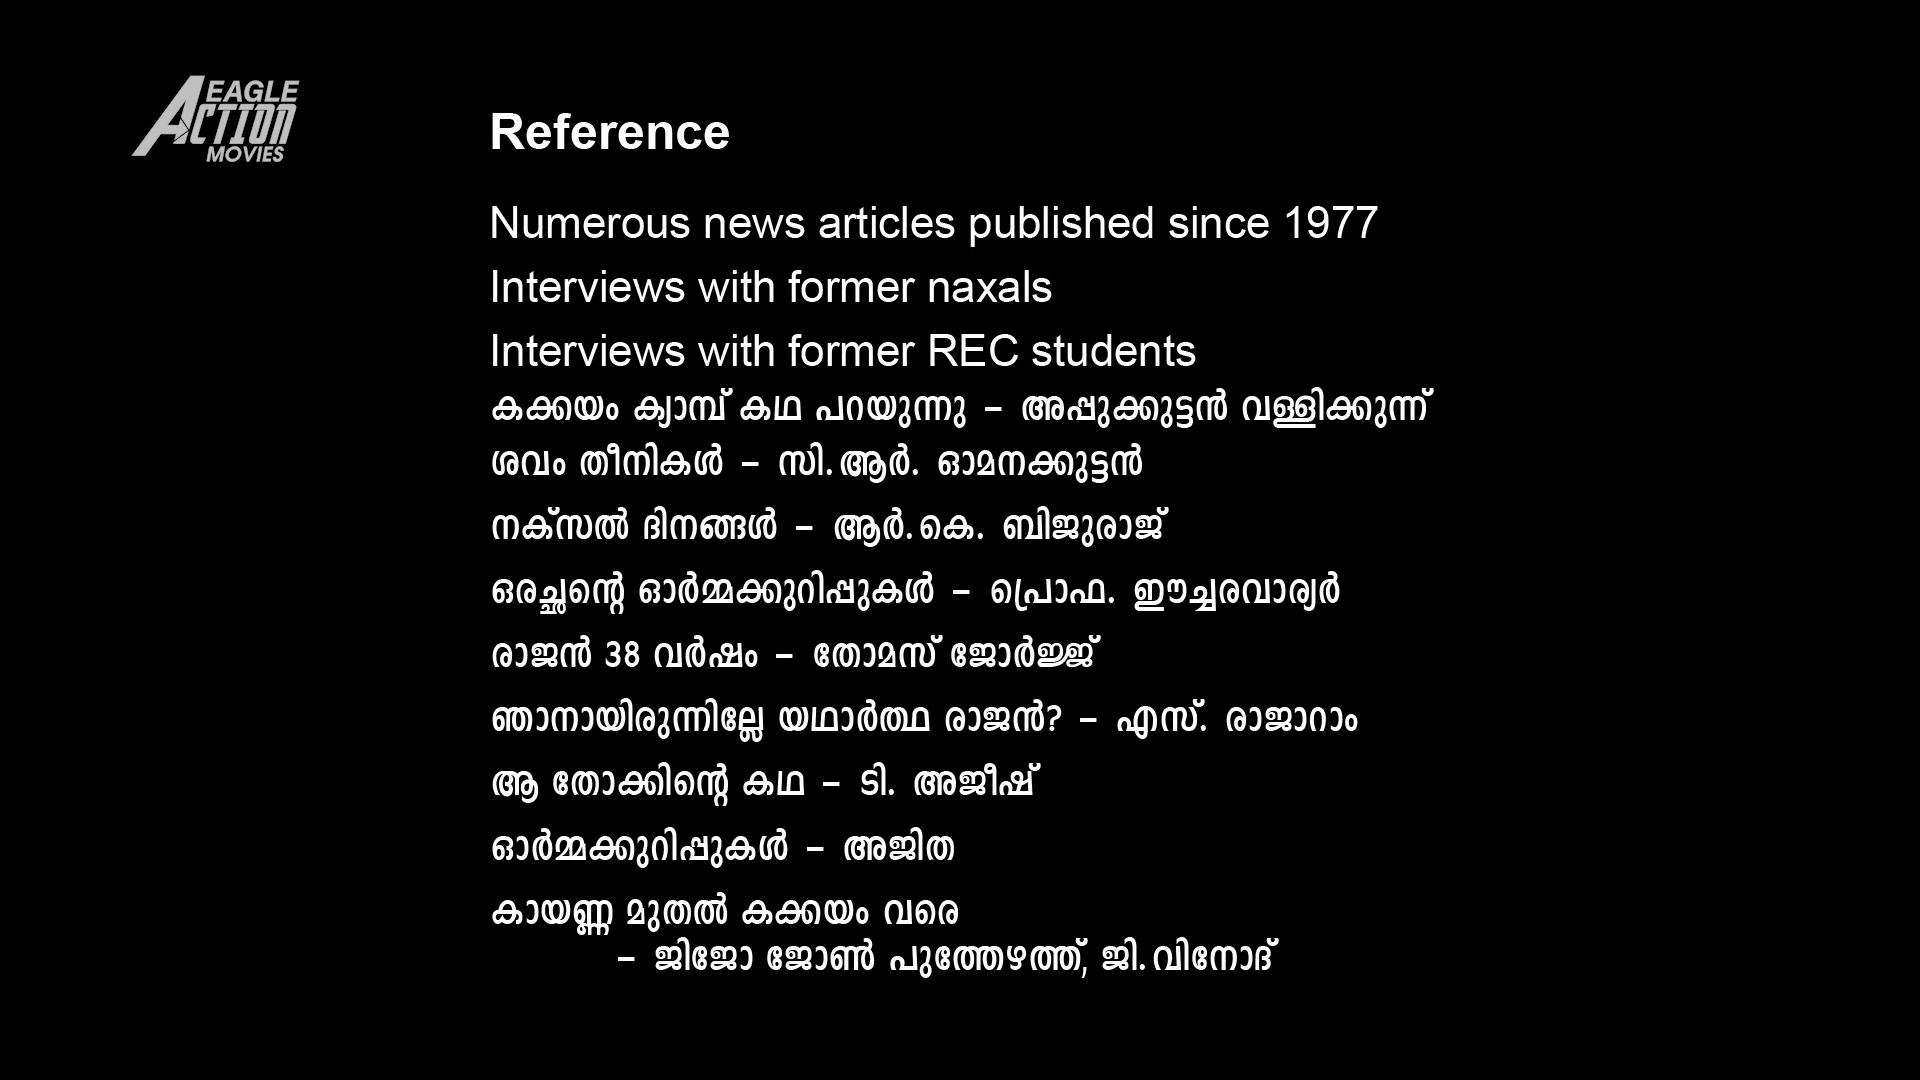 EAGLE
ACTION
MOVIES
Reference
Numerous news articles published since 1977
Interviews with former naxals
Interviews with former REC students
കക്കയം ക്യാമ്പ് കഥ പറയുന്നു – അപ്പുക്കുട്ടൻ വള്ളിക്കുന്ന്
ശവം തീനികൾ – സി.ആർ. ഓമനക്കുട്ടൻ
നക്സൽ ദിനങ്ങൾ – ആർ.കെ. ബിജുരാജ്
ഒരച്ഛന്റെ ഓർമ്മക്കുറിപ്പുകൾ – പ്രൊഫ. ഈച്ചരവാര്യർ
രാജൻ 38 വർഷം – തോമസ് ജോർജ്ജ്
ഞാനായിരുന്നില്ലേ യഥാർത്ഥ രാജൻ? – എസ്. രാജാറാം
ആ തോക്കിന്റെ കഥ – ടി. അജീഷ്
ഓർമ്മക്കുറിപ്പുകൾ – അജിത
കായണ്ണ മുതൽ കക്കയം വരെ
– ജിജോ ജോൺ പുത്തേഴത്ത്, ജി.വിനോദ്